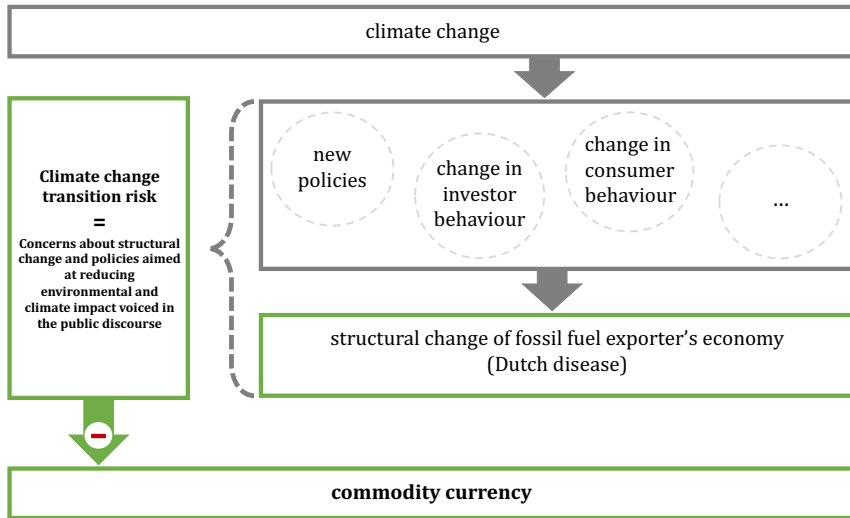 climate change
Climate change
transition risk
=
Concerns about structural
change and policies aimed
at reducing
environmental and
climate impact voiced in
the public discourse
new
policies
change in
investor
behaviour
change in
consumer
behaviour
...
structural change of fossil fuel exporter's economy
(Dutch disease)
–
commodity currency